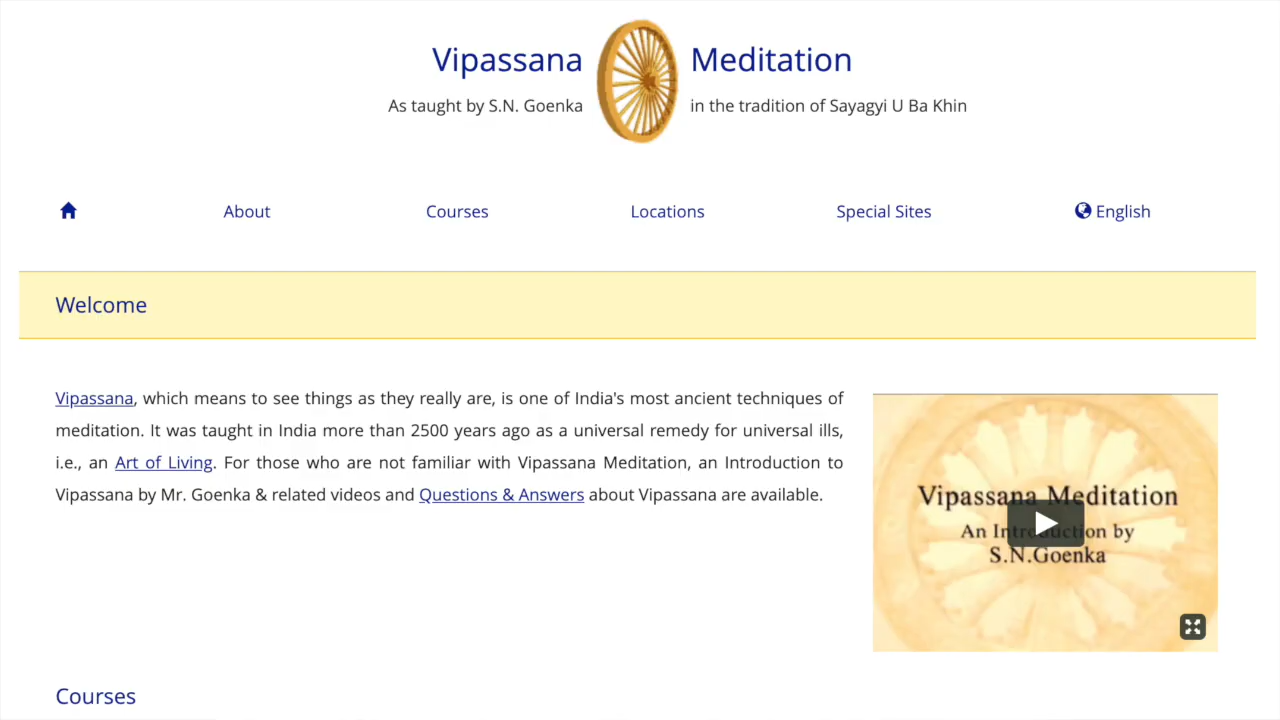 Vipassana Meditation
As taught by S.N. Goenka in the tradition of Sayagyi U Ba Khin
About Courses Locations Special Sites English
Welcome
Vipassana, which means to see things as they really are, is one of India's most ancient techniques of
meditation. It was taught in India more than 2500 years ago as a universal remedy for universal ills,
i.e., an Art of Living. For those who are not familiar with Vipassana Meditation, an Introduction to
Vipassana by Mr. Goenka & related videos and Questions & Answers about Vipassana are available.
Vipassana Meditation
An Introduction by
S.N.Goenka
Courses